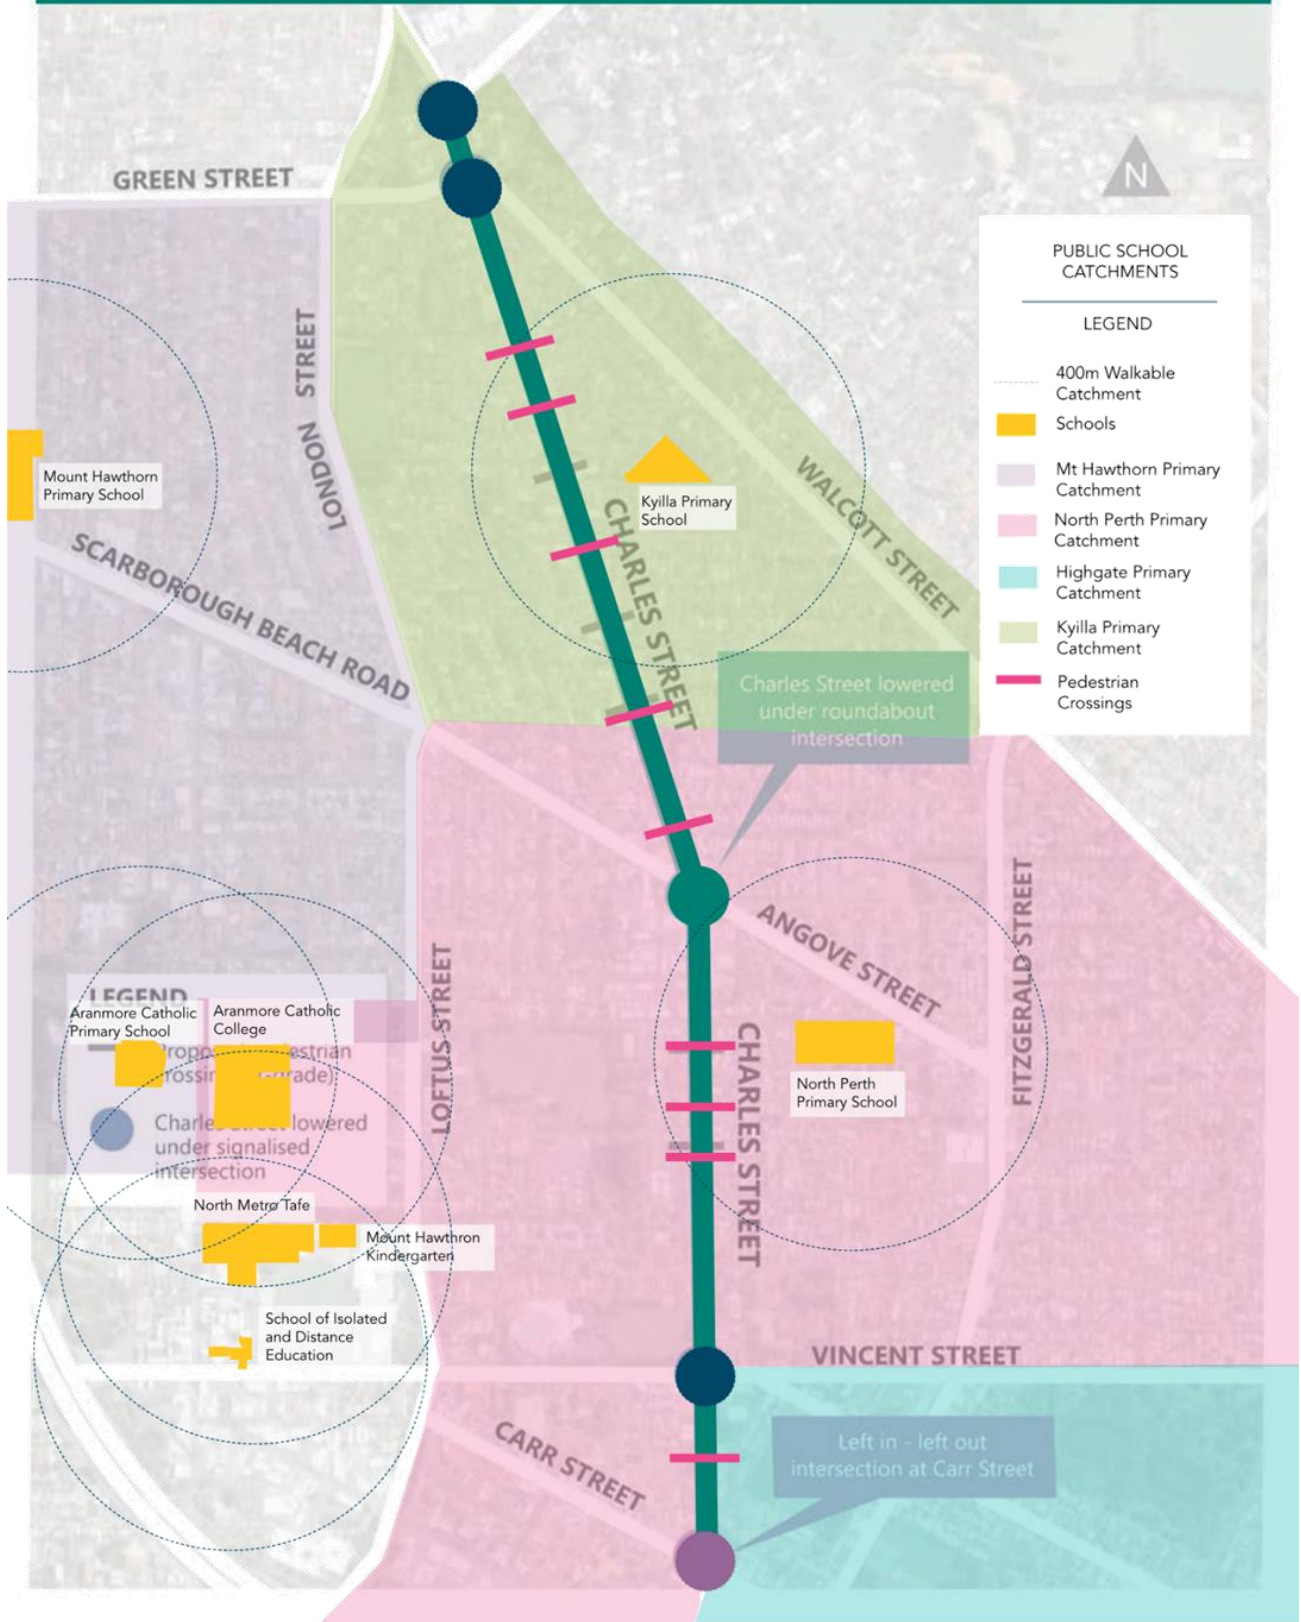 GREEN STREET
N
PUBLIC SCHOOL
CATCHMENTS
LEGEND
400m Walkable
Catchment
Schools
Mt Hawthorn Primary
Catchment
North Perth Primary
Catchment
Highgate Primary
Catchment
Kyilla Primary
Catchment
Pedestrian
Crossings
LONDON STREET
Mount Hawthorn
Primary School
Kyilla Primary
School
WALCOTT STREET
CHARLES STREET
SCARBOROUGH BEACH ROAD
Charles Street lowered
under roundabout
intersection
ANGOVE STREET
FITZGERALD STREET
LOFTUS STREET
CHARLES STREET
North Perth
Primary School
LEGEND
Aranmore Catholic
Primary School
Aranmore Catholic
College
Charles lowered
under signalised
intersection
North Metro Tafe
Mount Hawthron
Kindergarten
School of Isolated
and Distance
Education
VINCENT STREET
CARR STREET
Left in - left out
intersection at Carr Street